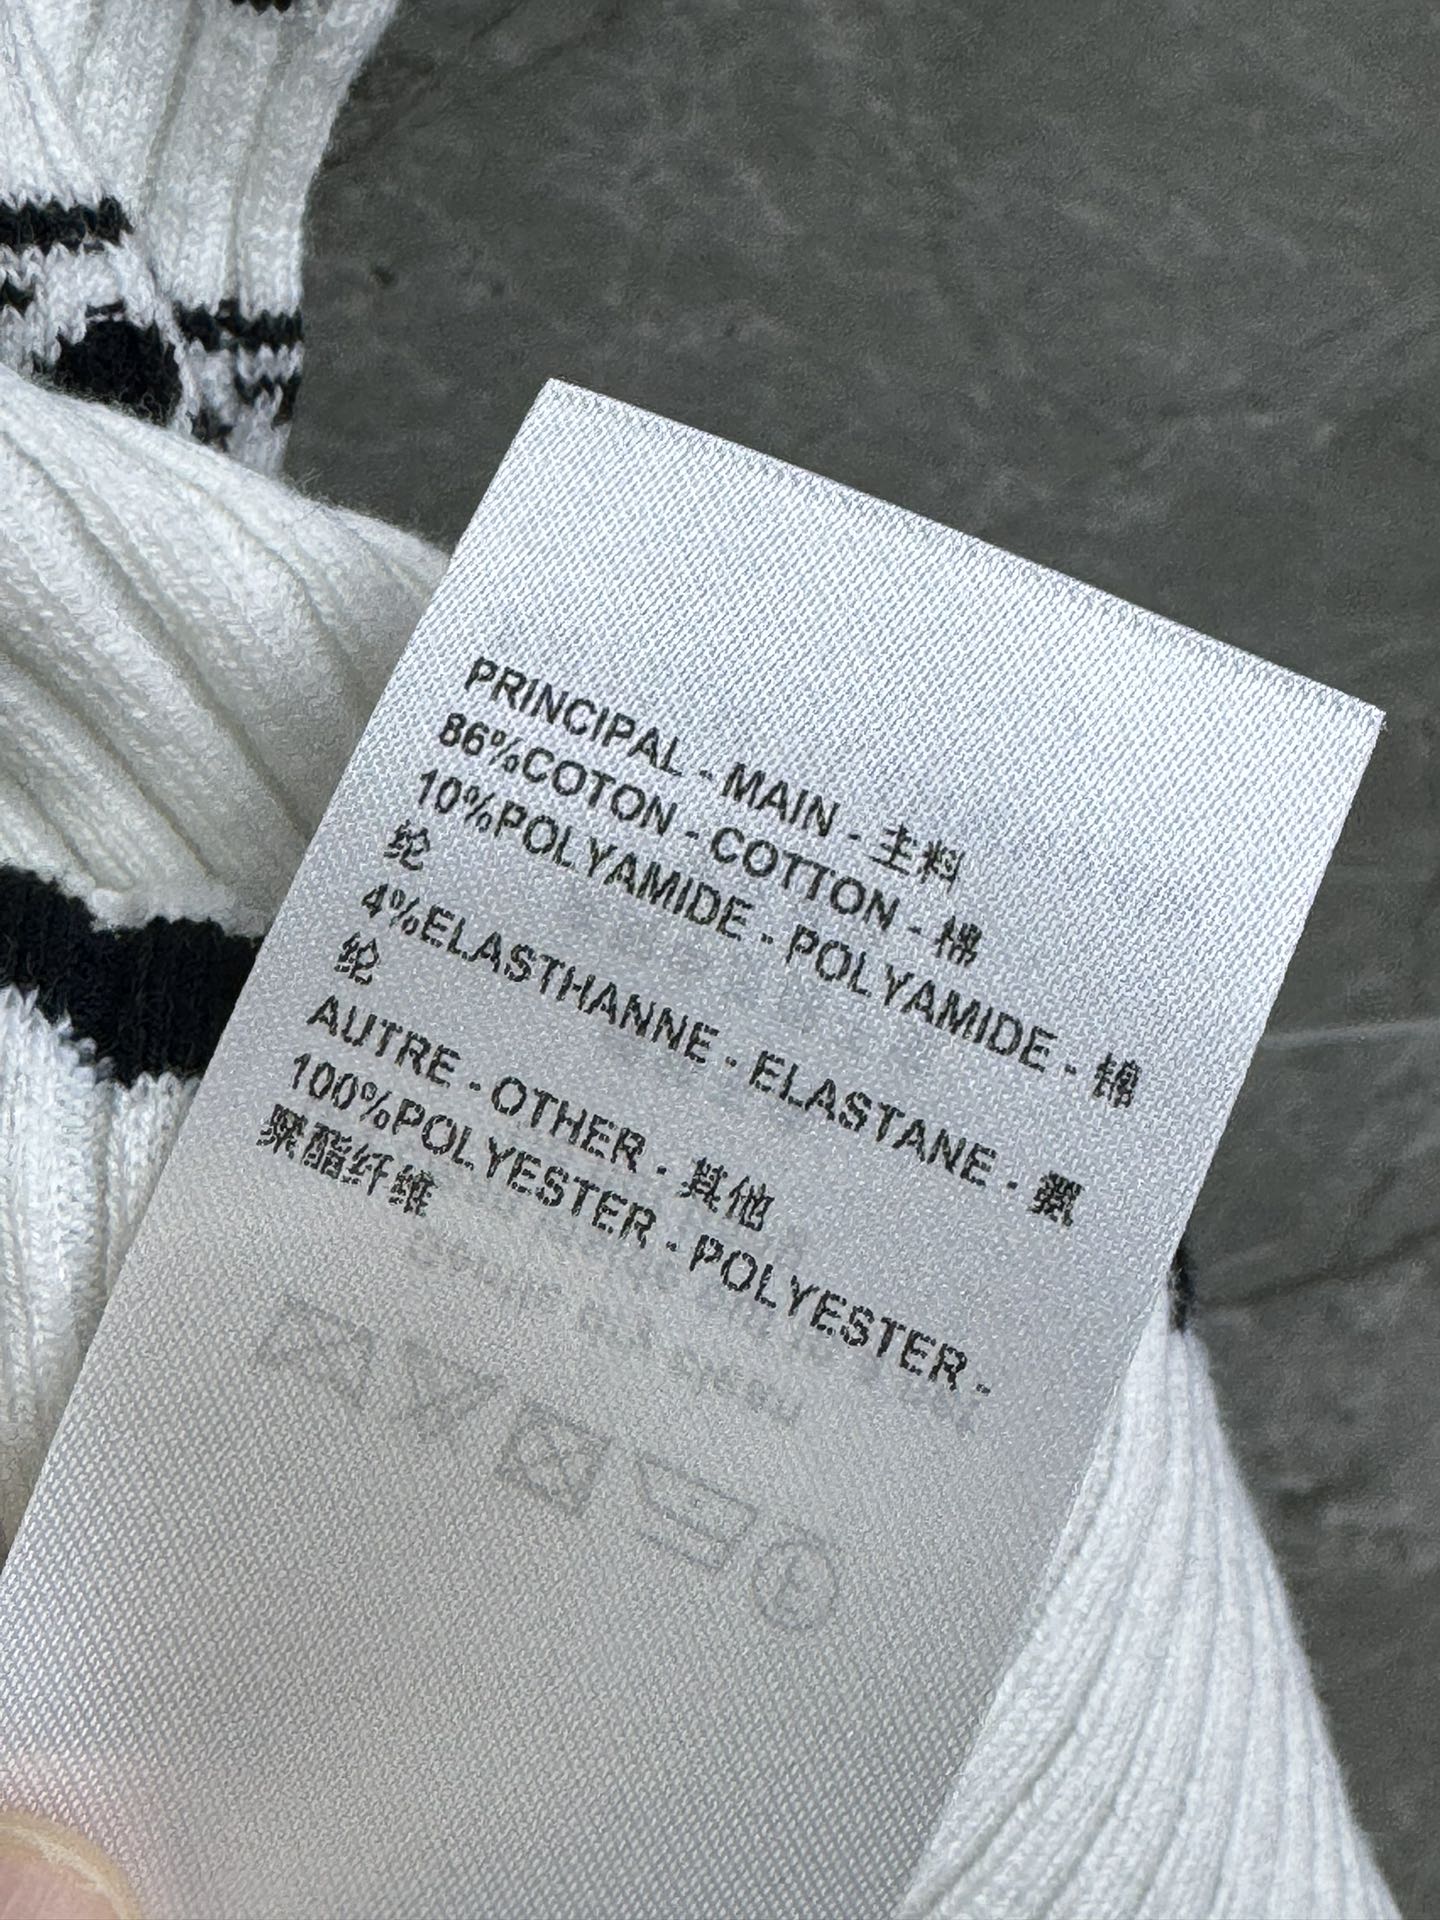 PRINCIPAL - MAIN - 主料
86%COTON - COTTON - 棉
10%POLYAMIDE - POLYAMIDE - 锦
纶
4%ELASTHANNE - ELASTANE - 氨
纶
AUTRE - OTHER - 其他
100%POLYESTER - POLYESTER -
聚酯纤维